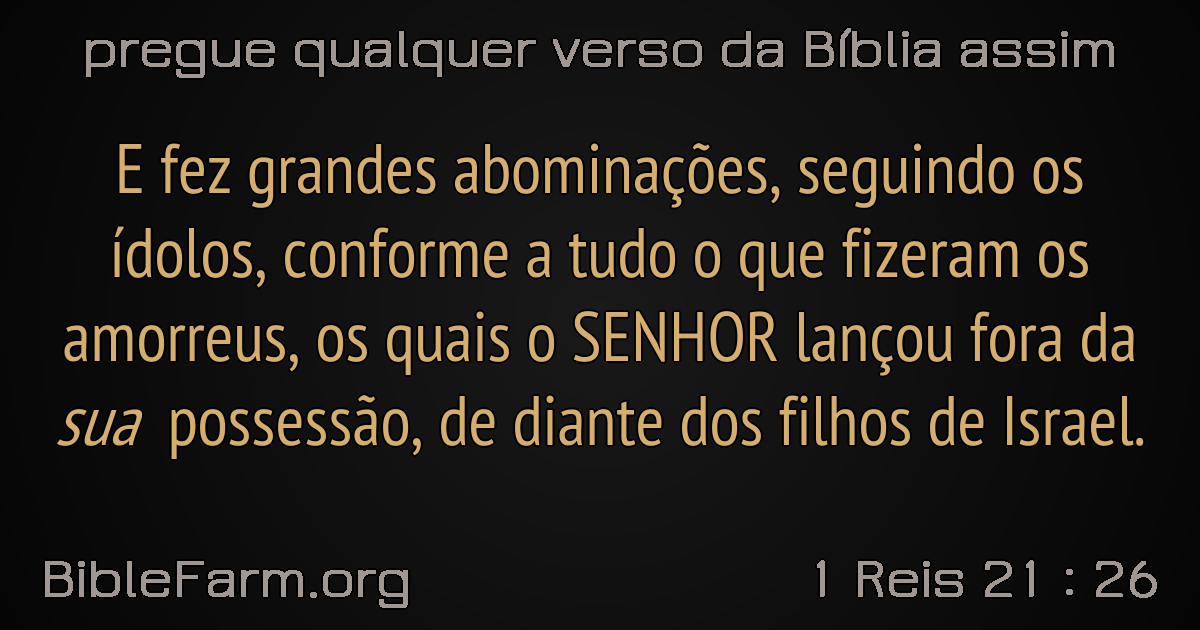 pregue qualquer verso da Bíblia assim
E fez grandes abominações, seguindo os
ídolos, conforme a tudo o que fizeram os
amorreus, os quais o SENHOR lançou fora da
sua possessão, de diante dos filhos de Israel.
BibleFarm.org
1 Reis 21 : 26